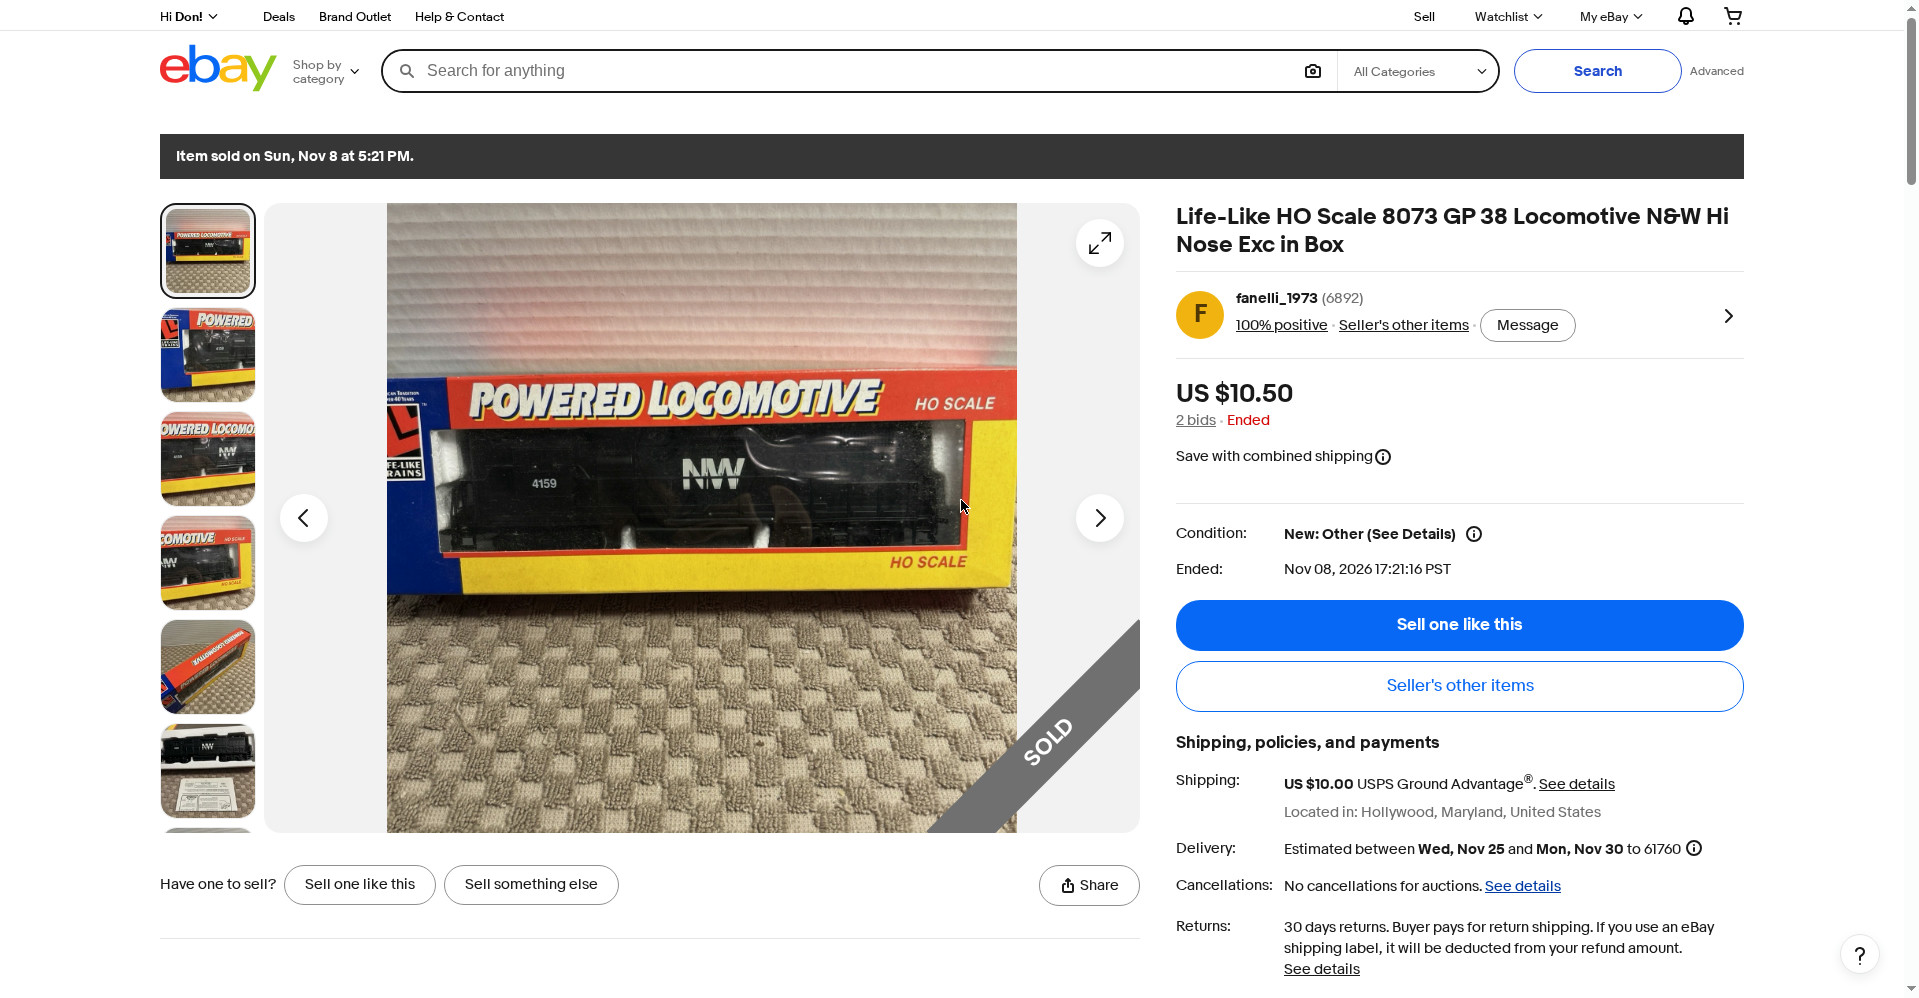 Hi Don!
Deals
Brand Outlet
Help & Contact
Sell
Watchlist
My eBay
ebay
Shop by category
Search for anything
All Categories
Search
Advanced
Item sold on Sun, Nov 8 at 5:21 PM.
POWERED LOCOMOTIVE
HO SCALE
FE-LIKE
RAINS
4159
NW
HO SCALE
SOLD
Have one to sell?
Sell one like this
Sell something else
Share
Life-Like HO Scale 8073 GP 38 Locomotive N&W Hi
Nose Exc in Box
F
fanelli_1973 (6892)
100% positive · Seller's other items · Message
US $10.50
2 bids · Ended
Save with combined shipping
Condition: New: Other (See Details)
Ended: Nov 08, 2026 17:21:16 PST
Sell one like this
Seller's other items
Shipping, policies, and payments
Shipping: US $10.00 USPS Ground Advantage®. See details
Located in: Hollywood, Maryland, United States
Delivery: Estimated between Wed, Nov 25 and Mon, Nov 30 to 61760
Cancellations: No cancellations for auctions. See details
Returns: 30 days returns. Buyer pays for return shipping. If you use an eBay
shipping label, it will be deducted from your refund amount.
See details
?